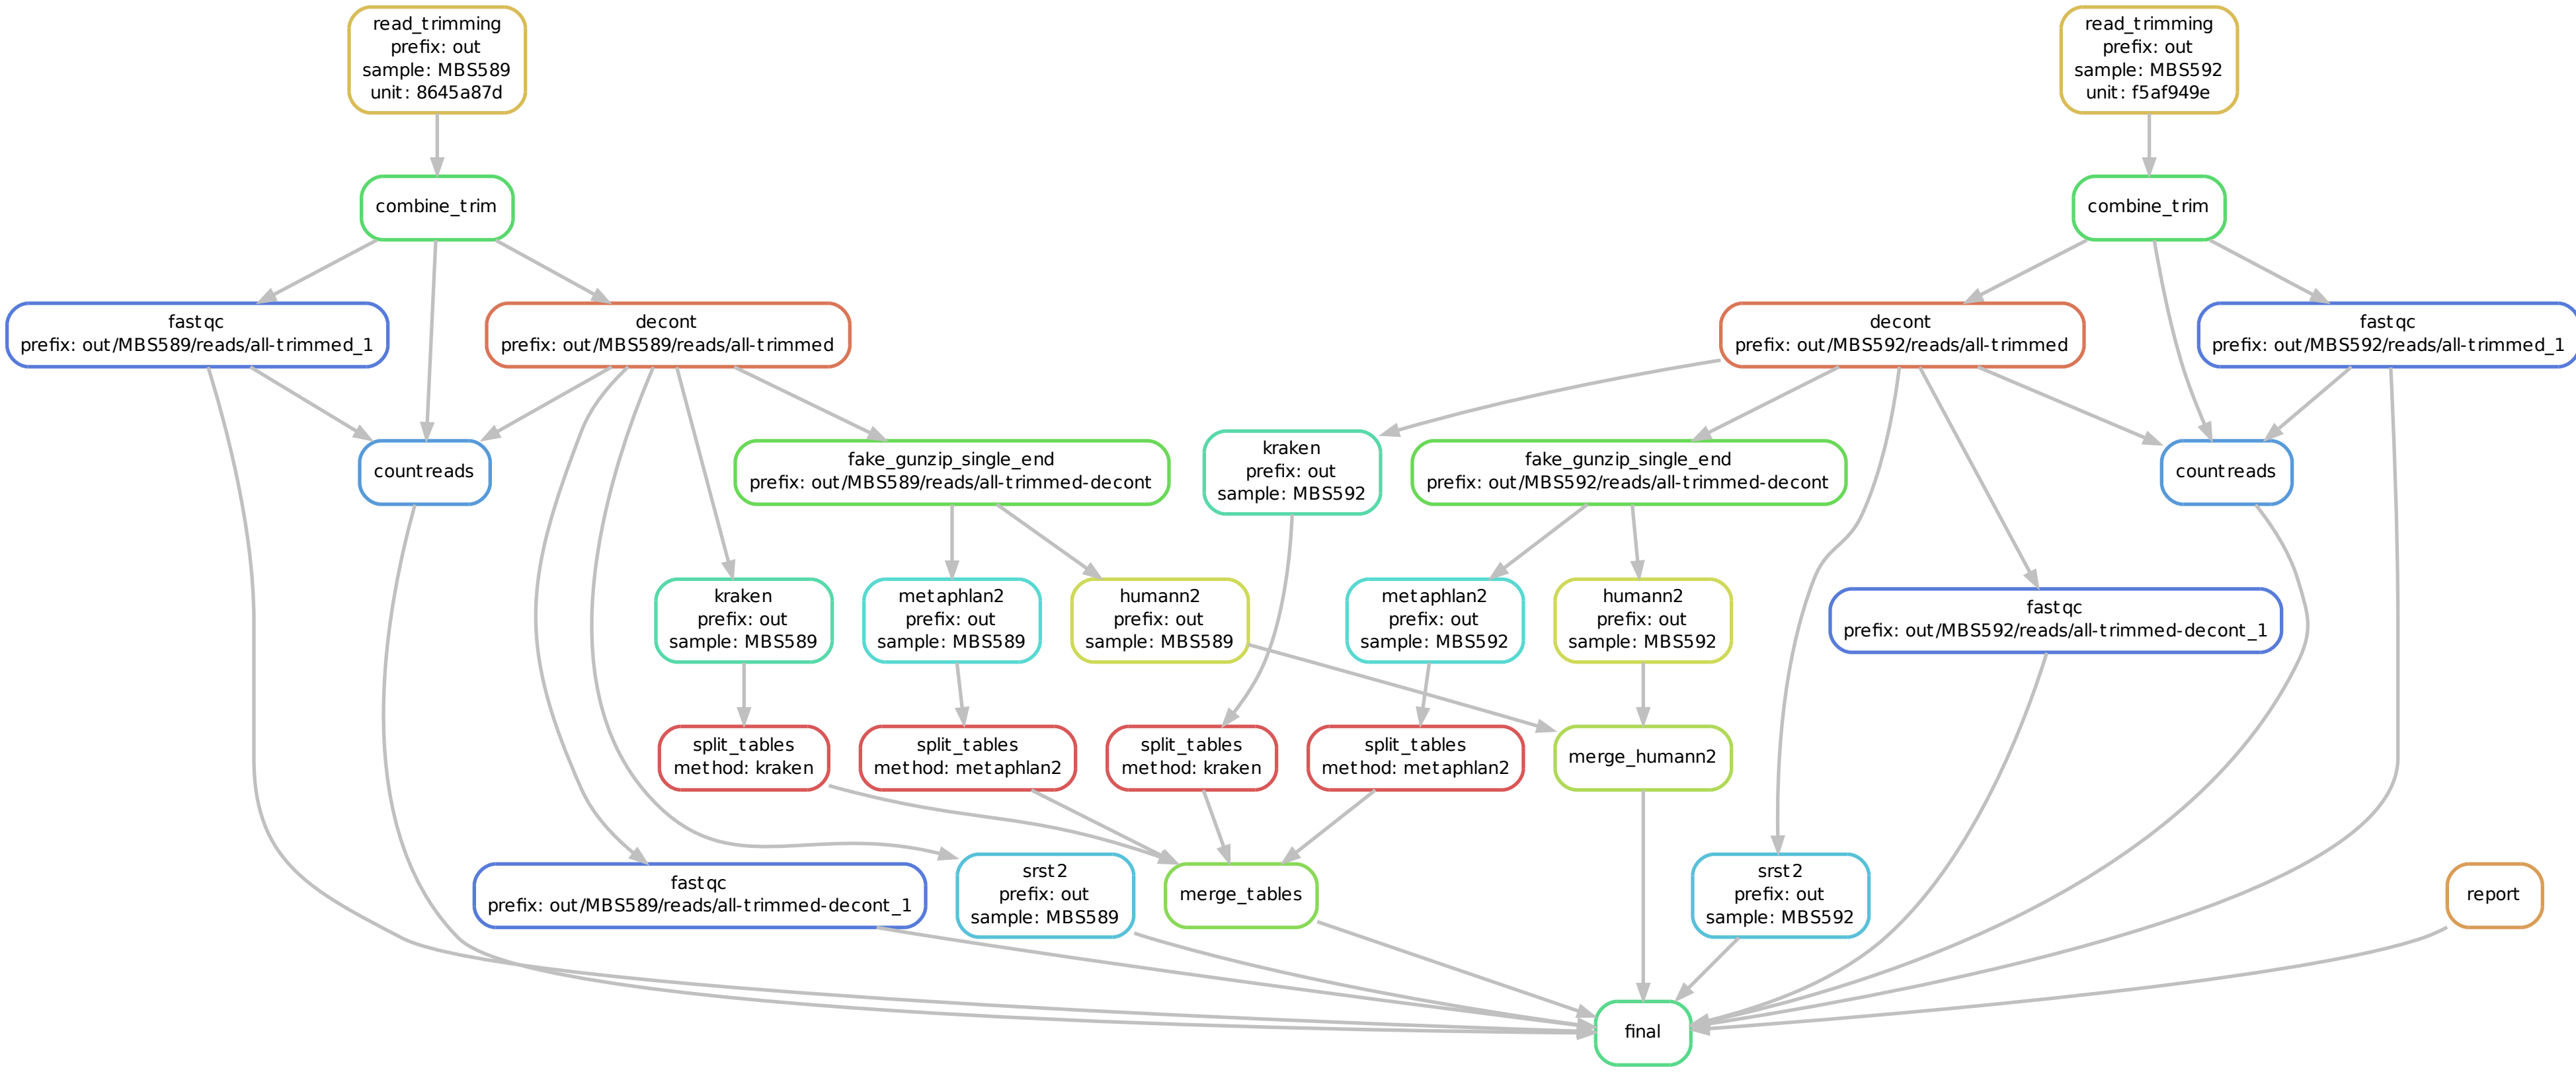 read_trimming
prefix: out
sample: MBS589
unit: 8645a87d
read_trimming
prefix: out
sample: MBS592
unit: f5af949e
combine_trim
combine_trim
fastqc
prefix: out/MBS589/reads/all-trimmed_1
decont
prefix: out/MBS589/reads/all-trimmed
decont
prefix: out/MBS592/reads/all-trimmed
fastqc
prefix: out/MBS592/reads/all-trimmed_1
countreads
fake_gunzip_single_end
prefix: out/MBS589/reads/all-trimmed-decont
kraken
prefix: out
sample: MBS592
fake_gunzip_single_end
prefix: out/MBS592/reads/all-trimmed-decont
countreads
kraken
prefix: out
sample: MBS589
metaphlan2
prefix: out
sample: MBS589
humann2
prefix: out
sample: MBS589
metaphlan2
prefix: out
sample: MBS592
humann2
prefix: out
sample: MBS592
fastqc
prefix: out/MBS592/reads/all-trimmed-decont_1
split_tables
method: kraken
split_tables
method: metaphlan2
split_tables
method: kraken
split_tables
method: metaphlan2
merge_humann2
fastqc
prefix: out/MBS589/reads/all-trimmed-decont_1
srst2
prefix: out
sample: MBS589
merge_tables
srst2
prefix: out
sample: MBS592
report
final